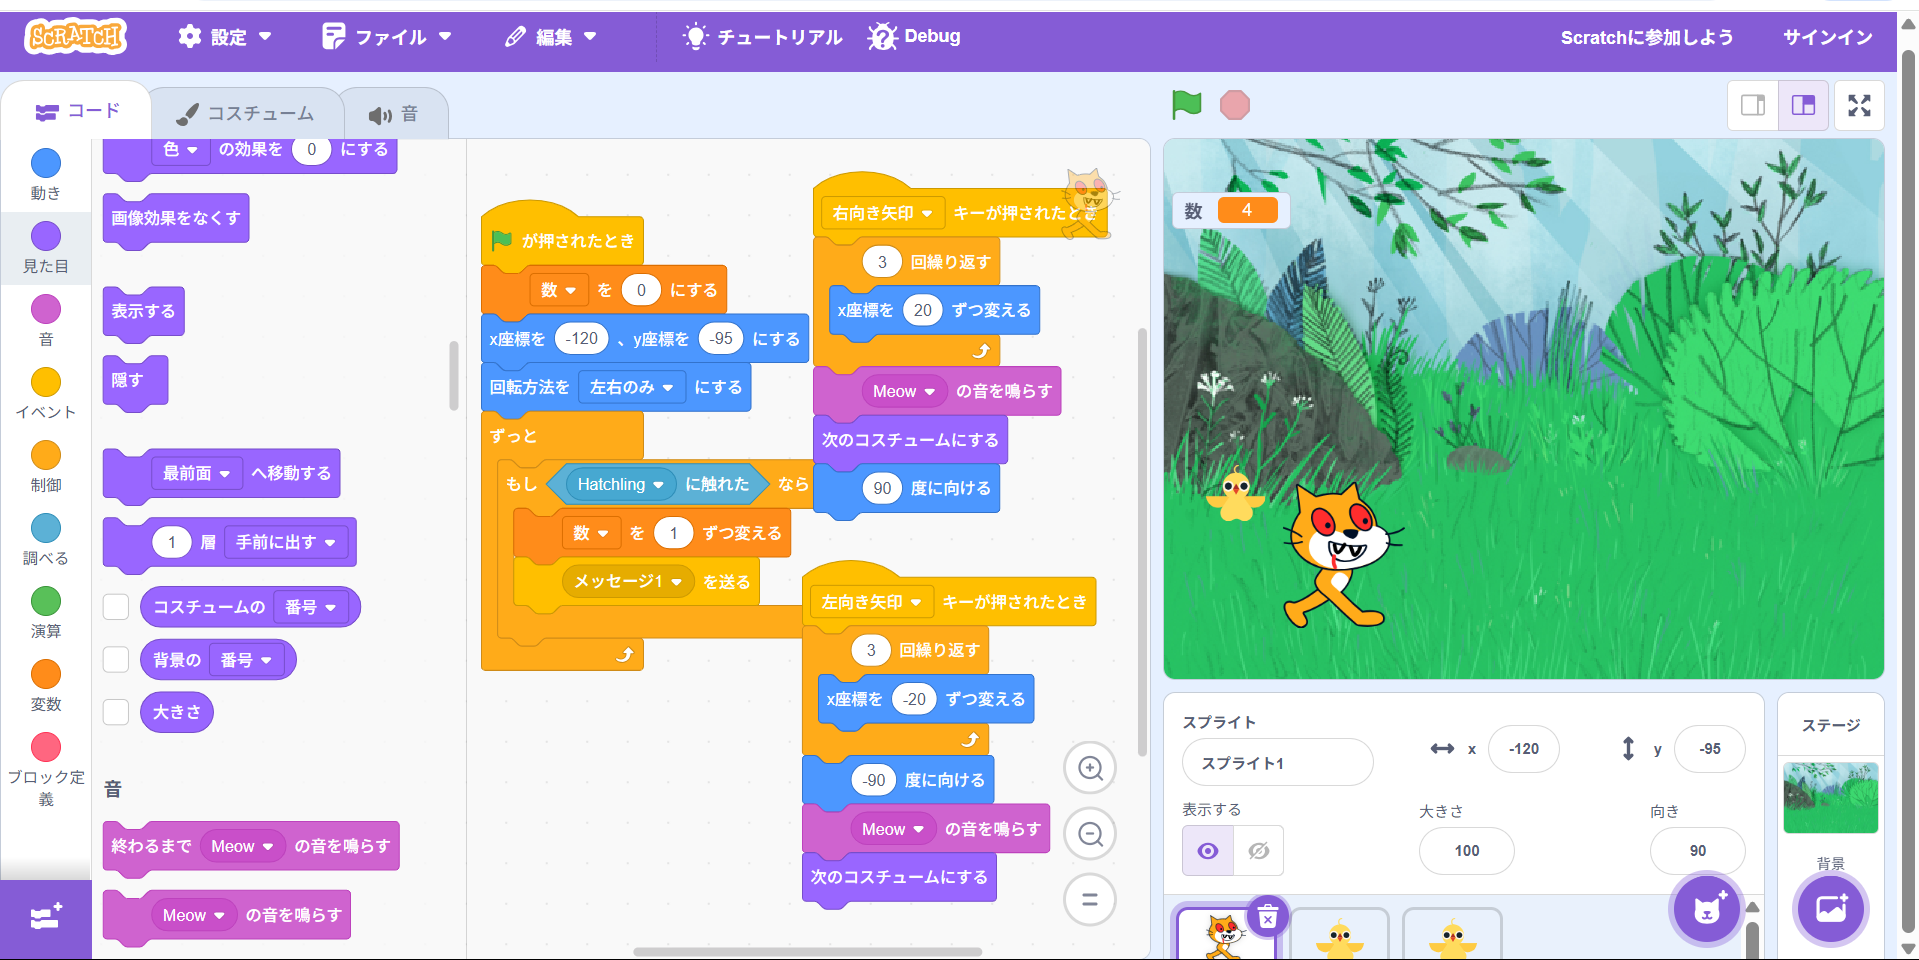 SCRATCH
設定
ファイル
編集
チュートリアル
Debug
Scratchに参加しよう
サインイン
コード
コスチューム
音
動き
見た目
音
イベント
制御
調べる
演算
変数
ブロック定
義
色 の効果を 0 にする
画像効果をなくす
表示する
隠す
最前面 へ移動する
1 層 手前に出す
コスチュームの 番号
背景の 番号
大きさ
音
終わるまで Meow の音を鳴らす
Meow の音を鳴らす
が押されたとき
数 を 0 にする
x座標を -120 、y座標を -95 にする
回転方法を 左右のみ にする
ずっと
もし Hatchling に触れた なら
数 を 1 ずつ変える
メッセージ1 を送る
右向き矢印 キーが押されたとき
3 回繰り返す
x座標を 20 ずつ変える
Meow の音を鳴らす
次のコスチュームにする
90 度に向ける
左向き矢印 キーが押されたとき
3 回繰り返す
x座標を -20 ずつ変える
-90 度に向ける
Meow の音を鳴らす
次のコスチュームにする
数 4
スプライト
スプライト1
x -120
y -95
表示する
大きさ
100
向き
90
ステージ
背景